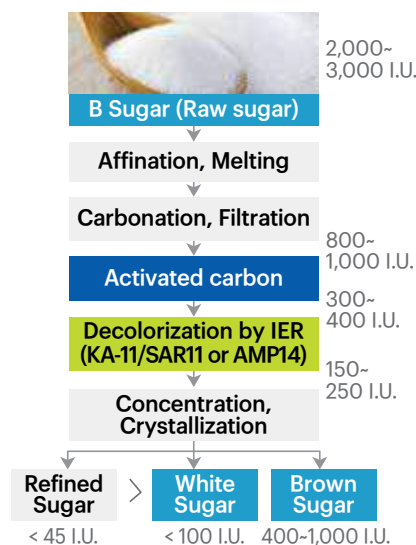 2,000~
3,000 I.U.
B Sugar (Raw sugar)
Affination, Melting
Carbonation, Filtration
800~
1,000 I.U.
Activated carbon
300~
400 I.U.
Decolorization by IER
(KA-11/SAR11 or AMP14)
150~
250 I.U.
Concentration,
Crystallization
Refined
Sugar
>
White
Sugar
Brown
Sugar
< 45 I.U.
< 100 I.U.
400~1,000 I.U.